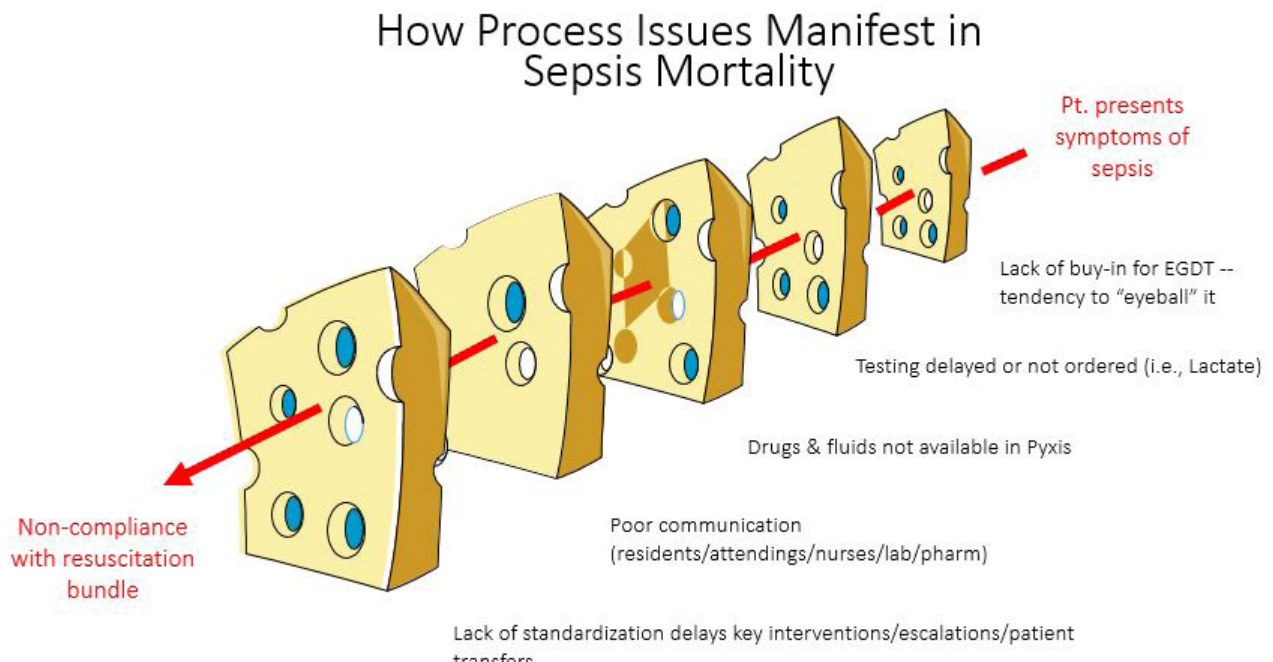 How Process Issues Manifest in
Sepsis Mortality
Pt. presents
symptoms of
sepsis
Lack of buy-in for EGDT --
tendency to “eyeball” it
Testing delayed or not ordered (i.e., Lactate)
Drugs & fluids not available in Pyxis
Poor communication
(residents/attendings/nurses/lab/pharm)
Non-compliance
with resuscitation
bundle
Lack of standardization delays key interventions/escalations/patient
transfers